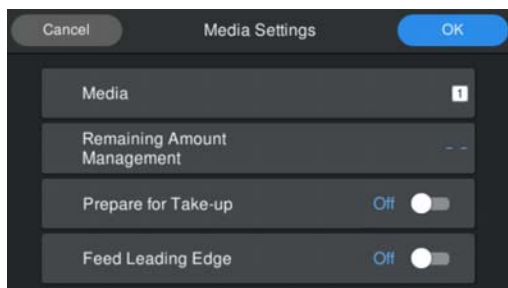 Cancel Media Settings OK
Media 1
Remaining Amount
Management - -
Prepare for Take-up Off
Feed Leading Edge Off